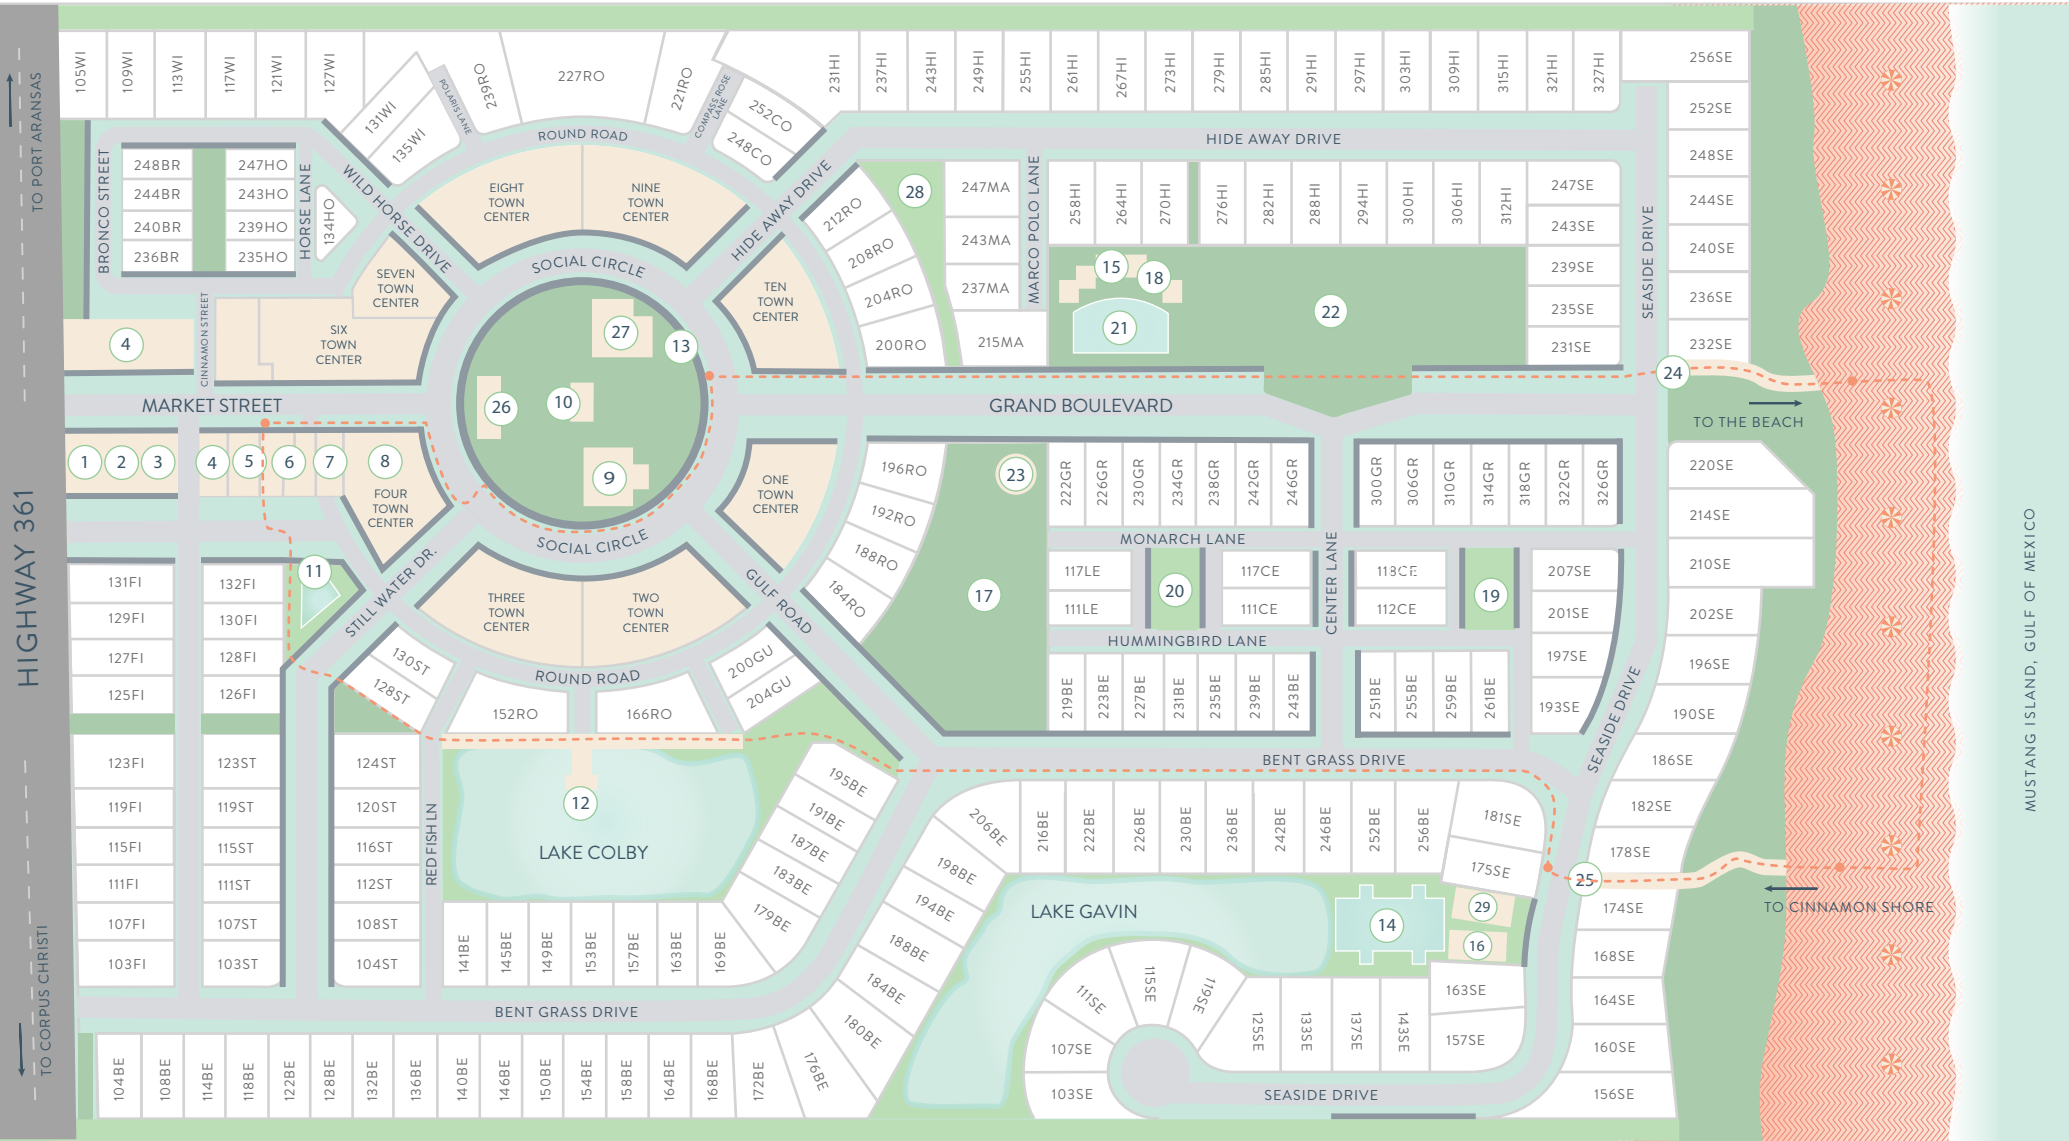 105WI
109WI
113WI
117WI
121WI
127WI
131WI
135WI
POLARIS LANE
239RO
227RO
221RO
COMPASS ROSE
LANE
252CO
248CO
231HI
237HI
243HI
249HI
255HI
261HI
267HI
273HI
279HI
285HI
291HI
297HI
303HI
309HI
315HI
321HI
327HI
256SE
252SE
248SE
244SE
240SE
236SE
232SE
TO PORT ARANSAS
HIGHWAY 361
TO CORPUS CHRISTI
BRONCO STREET
248BR
244BR
240BR
236BR
247HO
243HO
239HO
235HO
HORSE LANE
134HO
WILD HORSE DRIVE
ROUND ROAD
HIDE AWAY DRIVE
HIDE AWAY DRIVE
EIGHT
TOWN
CENTER
NINE
TOWN
CENTER
SEVEN
TOWN
CENTER
SIX
TOWN
CENTER
TEN
TOWN
CENTER
SOCIAL CIRCLE
CINNAMON STREET
4
27
13
26
10
9
212RO
208RO
204RO
200RO
28
247MA
243MA
237MA
215MA
MARCO POLO LANE
258HI
264HI
270HI
276HI
282HI
288HI
294HI
300HI
306HI
312HI
247SE
243SE
239SE
235SE
231SE
SEASIDE DRIVE
15
18
21
22
24
MARKET STREET
GRAND BOULEVARD
TO THE BEACH
1
2
3
4
5
6
7
8
FOUR
TOWN
CENTER
ONE
TOWN
CENTER
SOCIAL CIRCLE
THREE
TOWN
CENTER
TWO
TOWN
CENTER
STILL WATER DR.
GULF ROAD
ROUND ROAD
11
196RO
192RO
188RO
184RO
23
17
222GR
226GR
230GR
234GR
238GR
242GR
246GR
300GR
306GR
310GR
314GR
318GR
322GR
326GR
220SE
214SE
210SE
202SE
196SE
190SE
186SE
182SE
178SE
174SE
168SE
164SE
160SE
156SE
MONARCH LANE
CENTER LANE
117LE
111LE
20
117CE
111CE
118CE
112CE
19
207SE
201SE
197SE
193SE
HUMMINGBIRD LANE
219BE
223BE
227BE
231BE
235BE
239BE
243BE
251BE
255BE
259BE
261BE
SEASIDE DRIVE
MUSTANG ISLAND, GULF OF MEXICO
131FI
129FI
127FI
125FI
132FI
130FI
128FI
126FI
123FI
119FI
115FI
111FI
107FI
103FI
123ST
119ST
115ST
111ST
107ST
103ST
124ST
120ST
116ST
112ST
108ST
104ST
130ST
128ST
152RO
166RO
200GU
204GU
RED FISH LN
12
LAKE COLBY
BENT GRASS DRIVE
195BE
191BE
187BE
183BE
179BE
141BE
145BE
149BE
153BE
157BE
163BE
169BE
206BE
198BE
194BE
188BE
184BE
180BE
176BE
216BE
222BE
226BE
230BE
236BE
242BE
246BE
252BE
256BE
181SE
175SE
25
TO CINNAMON SHORE
LAKE GAVIN
14
29
16
111SE
115SE
119SE
107SE
103SE
125SE
133SE
137SE
143SE
163SE
157SE
SEASIDE DRIVE
BENT GRASS DRIVE
104BE
108BE
114BE
118BE
122BE
128BE
132BE
136BE
140BE
146BE
150BE
154BE
158BE
164BE
168BE
172BE